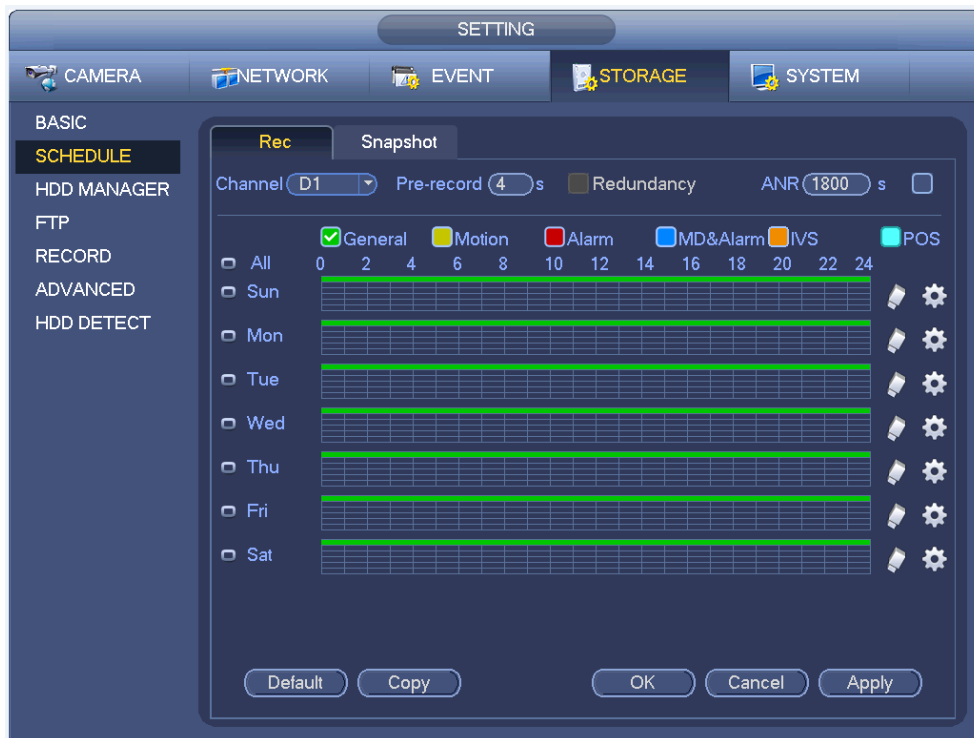 SETTING
CAMERA NETWORK EVENT STORAGE SYSTEM
BASIC
SCHEDULE
HDD MANAGER
FTP
RECORD
ADVANCED
HDD DETECT
Rec Snapshot
Channel D1 Pre-record 4 s Redundancy ANR 1800 s
General Motion Alarm MD&Alarm IVS POS
All 0 2 4 6 8 10 12 14 16 18 20 22 24
Sun
Mon
Tue
Wed
Thu
Fri
Sat
Default Copy OK Cancel Apply